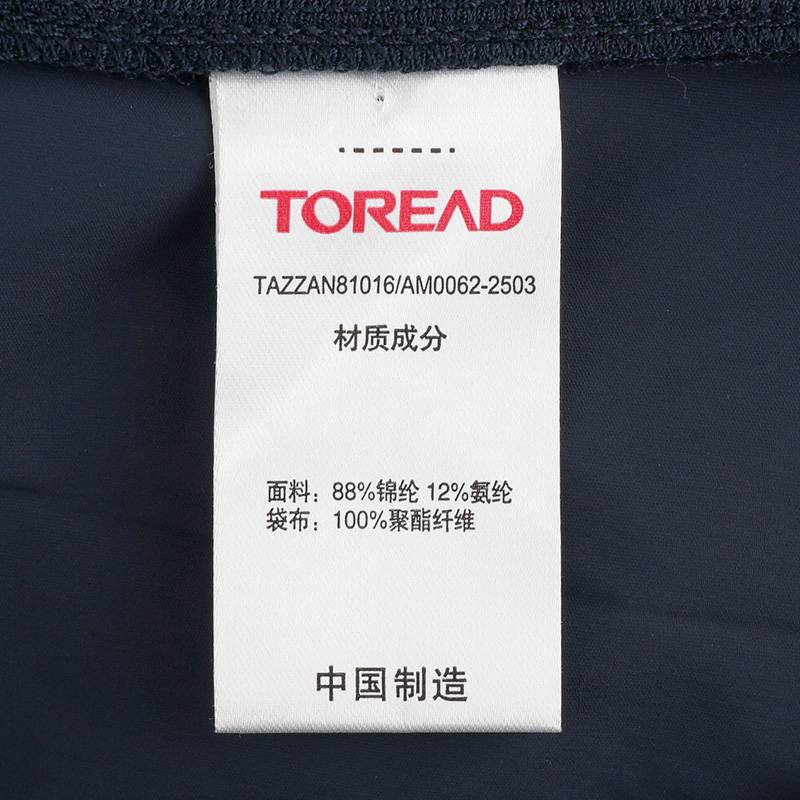 TOREAD
TAZZAN81016/AM0062-2503
材质成分
面料：88%锦纶 12%氨纶
袋布：100%聚酯纤维
中国制造